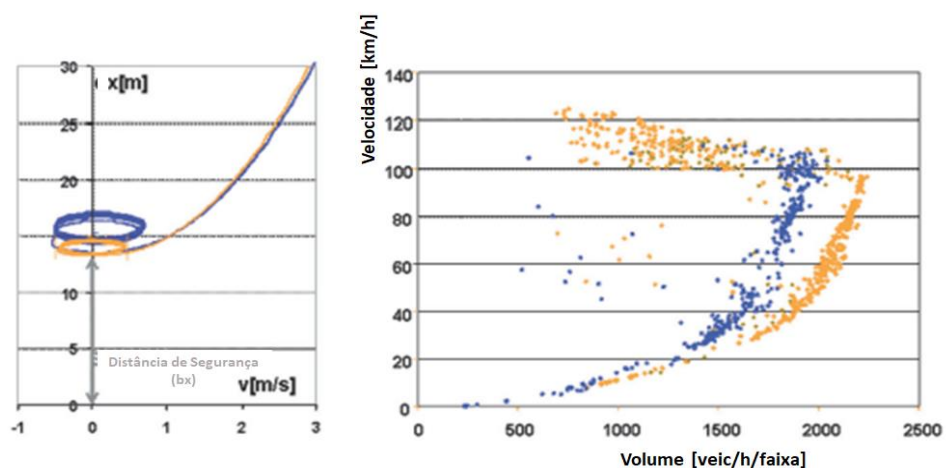 30
x[m]
25
20
15
10
5
Distância de Segurança
(bx)
v[m/s]
0
-1 0 1 2 3
Velocidade [km/h]
140
120
100
80
60
40
20
0
0 500 1000 1500 2000 2500
Volume [veic/h/faixa]